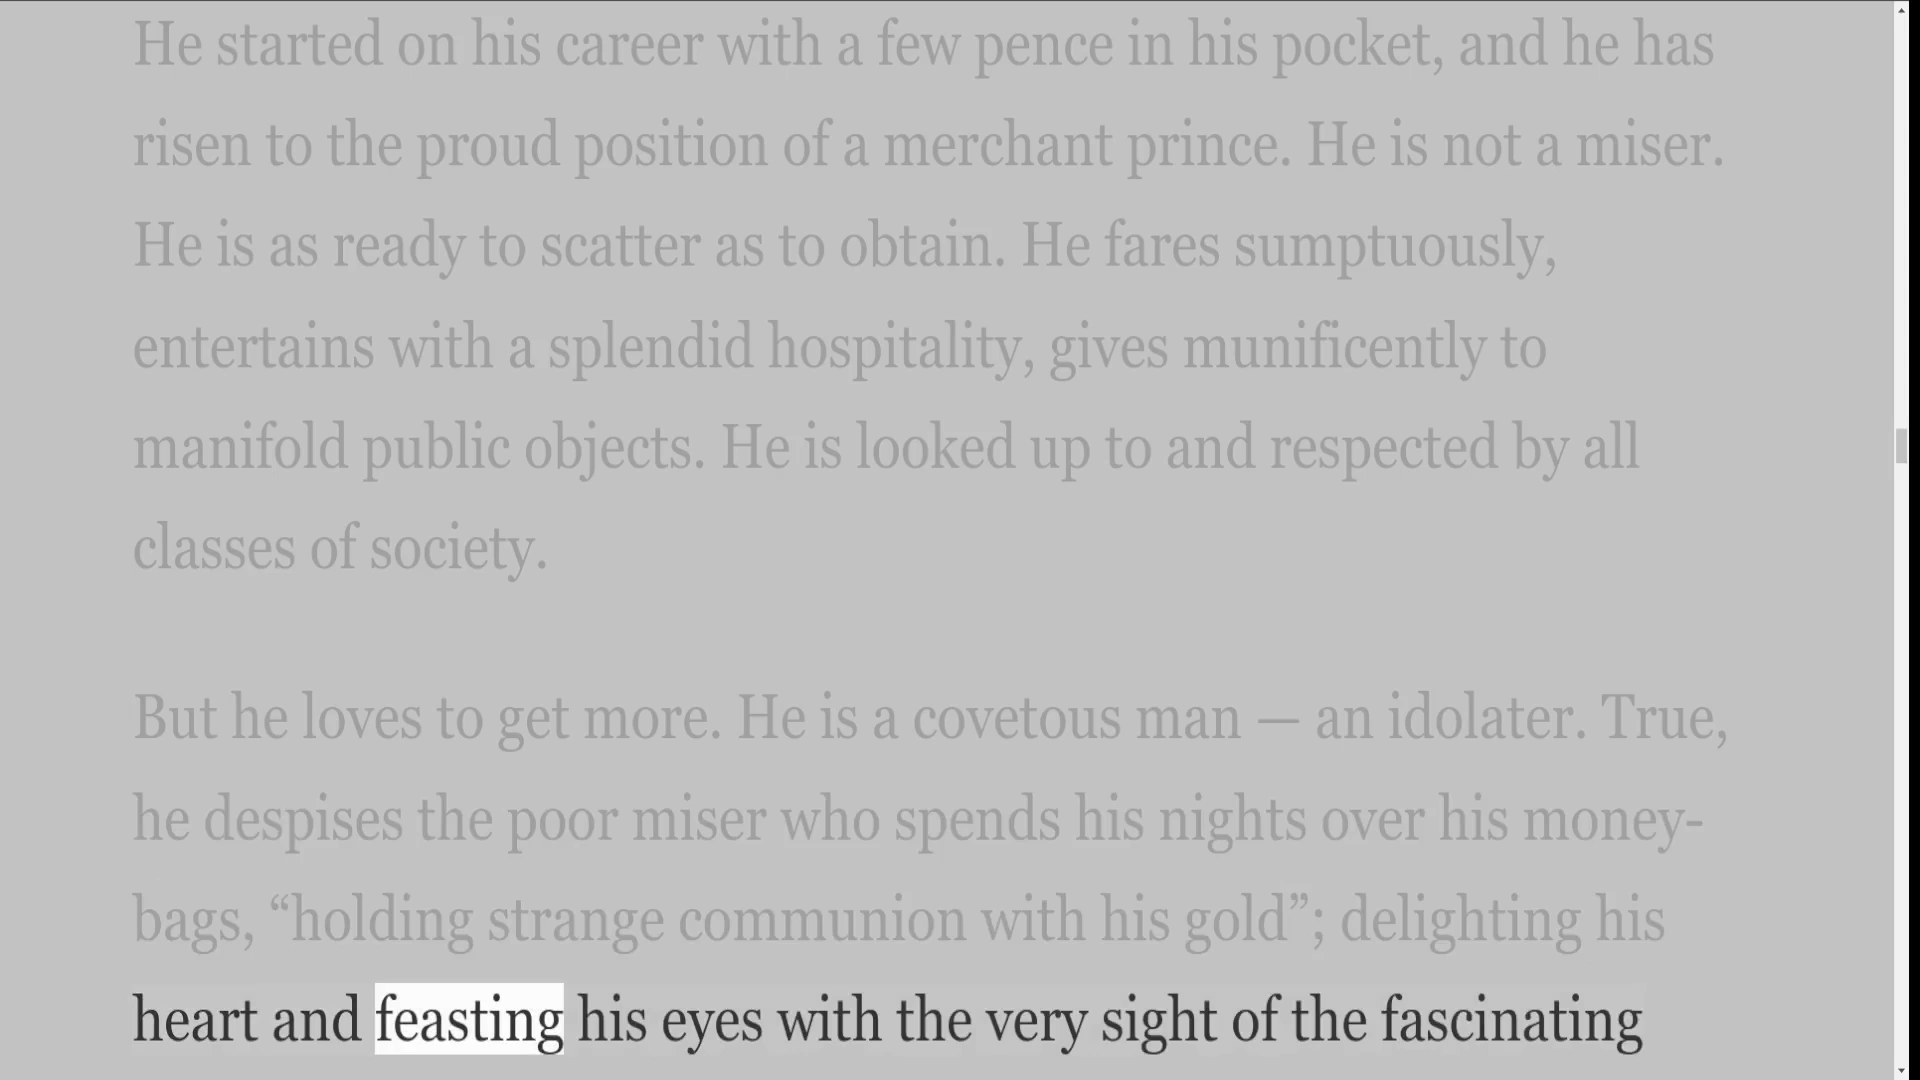 He started on his career with a few pence in his pocket, and he has
risen to the proud position of a merchant prince. He is not a miser.
He is as ready to scatter as to obtain. He fares sumptuously,
entertains with a splendid hospitality, gives munificently to
manifold public objects. He is looked up to and respected by all
classes of society.
But he loves to get more. He is a covetous man — an idolater. True,
he despises the poor miser who spends his nights over his money-
bags, “holding strange communion with his gold”; delighting his
heart and feasting his eyes with the very sight of the fascinating